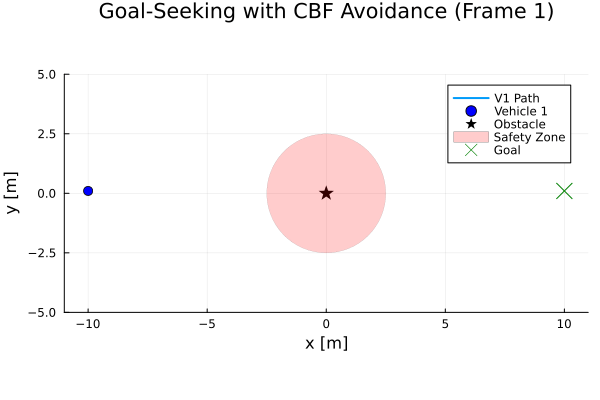 Goal-Seeking with CBF Avoidance (Frame 1)
5.0
2.5
0.0
−2.5
−5.0
y [m]
V1 Path
Vehicle 1
Obstacle
Safety Zone
Goal
−10
−5
0
5
10
x [m]